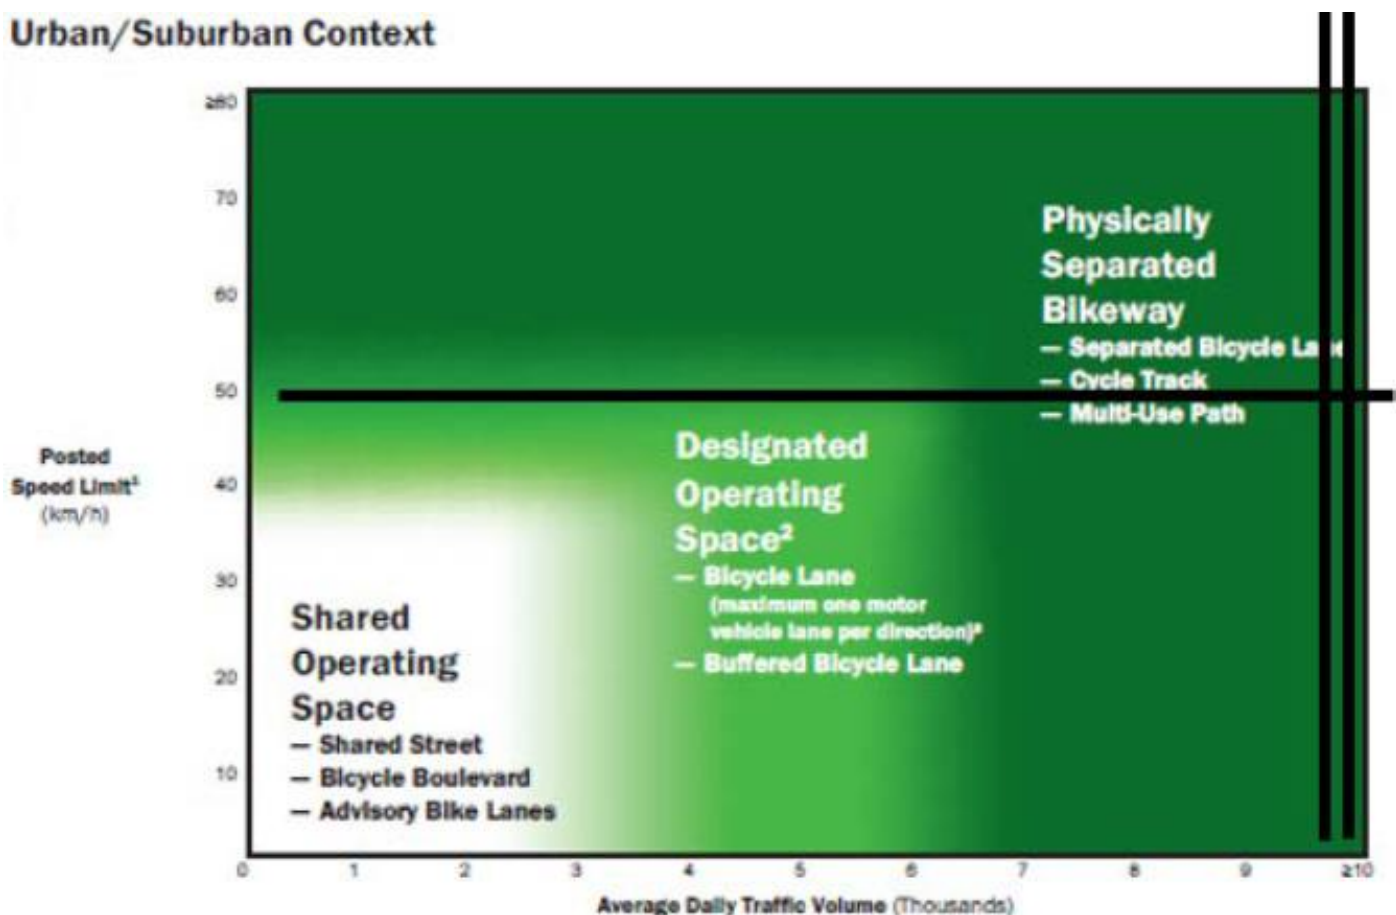 Urban/Suburban Context
≥80
70
60
50
40
30
20
10
Posted
Speed Limit¹
(km/h)
Physically
Separated
Bikeway
— Separated Bicycle Lane
— Cycle Track
— Multi-Use Path
Designated
Operating
Space²
— Bicycle Lane
(maximum one motor
vehicle lane per direction)³
— Buffered Bicycle Lane
Shared
Operating
Space
— Shared Street
— Bicycle Boulevard
— Advisory Bike Lanes
0 1 2 3 4 5 6 7 8 9 ≥10
Average Daily Traffic Volume (Thousands)